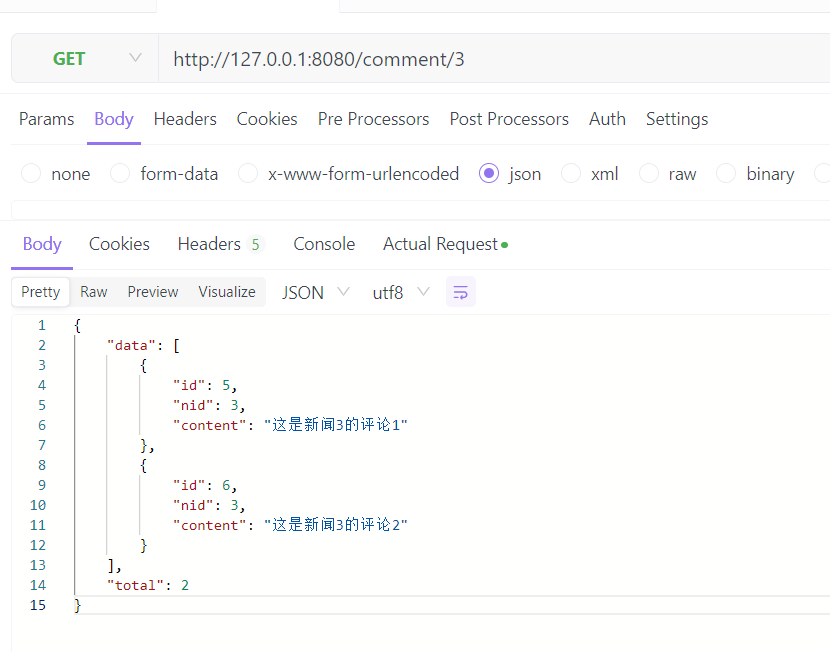 GET http://127.0.0.1:8080/comment/3
Params Body Headers Cookies Pre Processors Post Processors Auth Settings
none form-data x-www-form-urlencoded json xml raw binary
Body Cookies Headers 5 Console Actual Request
Pretty Raw Preview Visualize JSON utf8
1 {
2 "data": [
3 {
4 "id": 5,
5 "nid": 3,
6 "content": "这是新闻3的评论1"
7 },
8 {
9 "id": 6,
10 "nid": 3,
11 "content": "这是新闻3的评论2"
12 }
13 ],
14 "total": 2
15 }